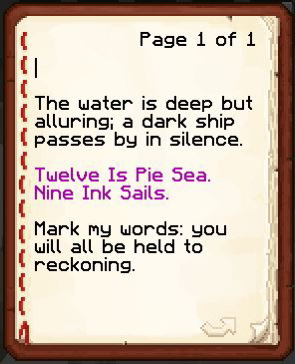 Page 1 of 1
The water is deep but
alluring; a dark ship
passes by in silence.
Twelve Is Pie Sea.
Nine Ink Sails.
Mark my words: you
will all be held to
reckoning.